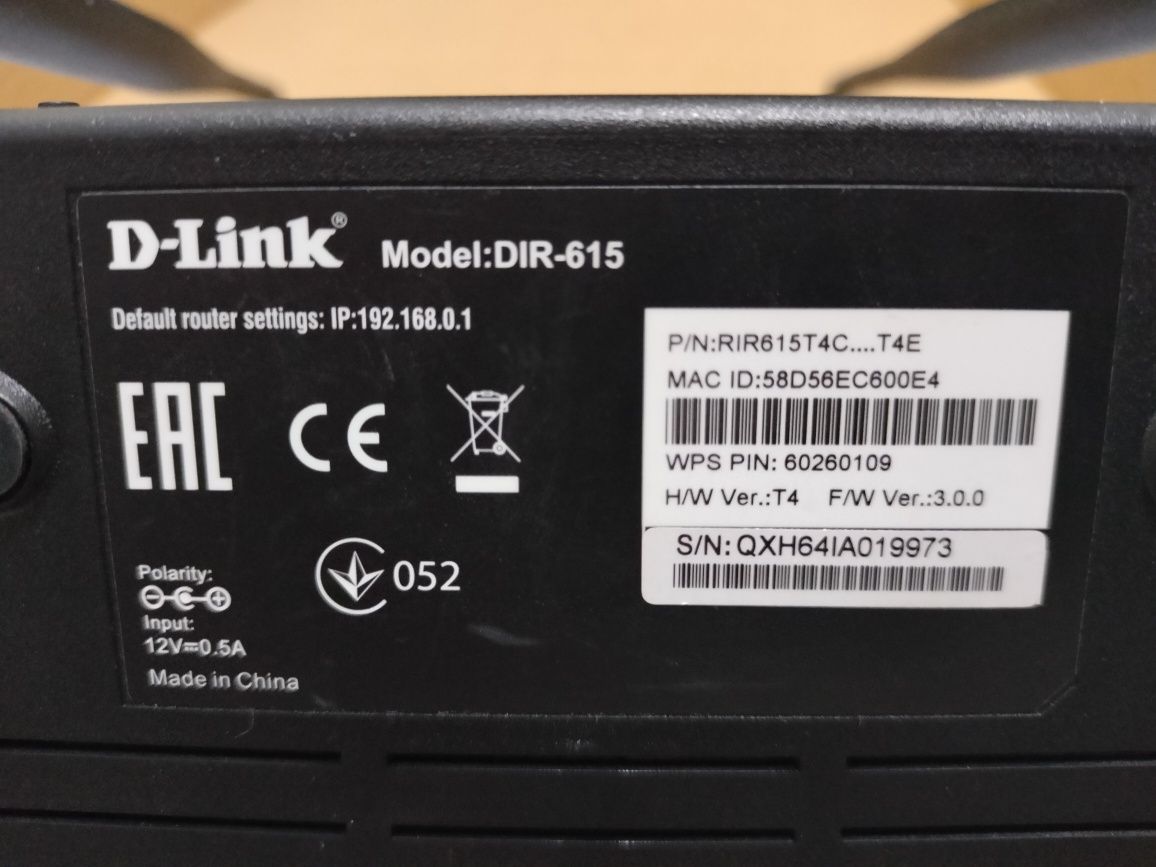 D-Link®
Model:DIR-615
Default router settings: IP:192.168.0.1
P/N:RIR615T4C....T4E
MAC ID:58D56EC600E4
WPS PIN: 60260109
H/W Ver.:T4 F/W Ver.:3.0.0
S/N:QXH64IA019973
EAC
CE
052
Polarity:
Input:
12V⎓0.5A
Made in China